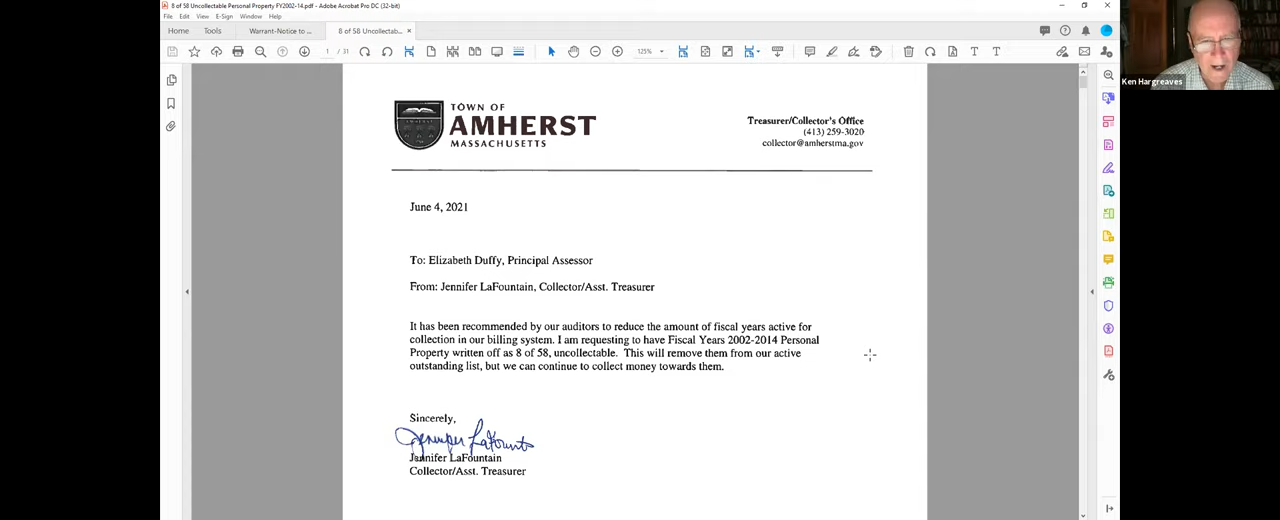 8 of 58 Uncollectable Personal Property FY2002-14.pdf - Adobe Acrobat Pro DC (32-bit)
File Edit View E-Sign Window Help
Home Tools Warrant-Notice to ... 8 of 58 Uncollectab... ×
1 / 31 125%
Ken Hargreaves
TOWN OF
AMHERST
MASSACHUSETTS
Treasurer/Collector's Office
(413) 259-3020
collector@amherstma.gov
June 4, 2021
To: Elizabeth Duffy, Principal Assessor
From: Jennifer LaFountain, Collector/Asst. Treasurer
It has been recommended by our auditors to reduce the amount of fiscal years active for
collection in our billing system. I am requesting to have Fiscal Years 2002-2014 Personal
Property written off as 8 of 58, uncollectable. This will remove them from our active
outstanding list, but we can continue to collect money towards them.
Sincerely,
Jennifer LaFountain
Jennifer LaFountain
Collector/Asst. Treasurer